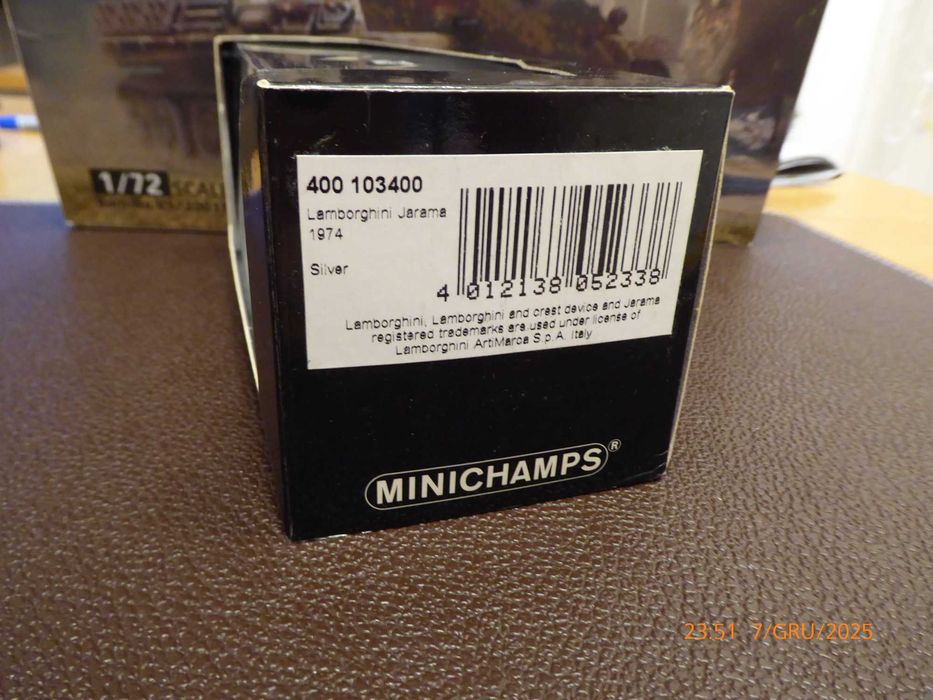 1/72 SCAL
400 103400
Lamborghini Jarama
1974
Silver
4 012138 052338
Lamborghini, Lamborghini and crest device and Jarama
registered trademarks are used under license of
Lamborghini ArtiMarca S.p.A. Italy
MINICHAMPS®
23:51 7/GRU/2025